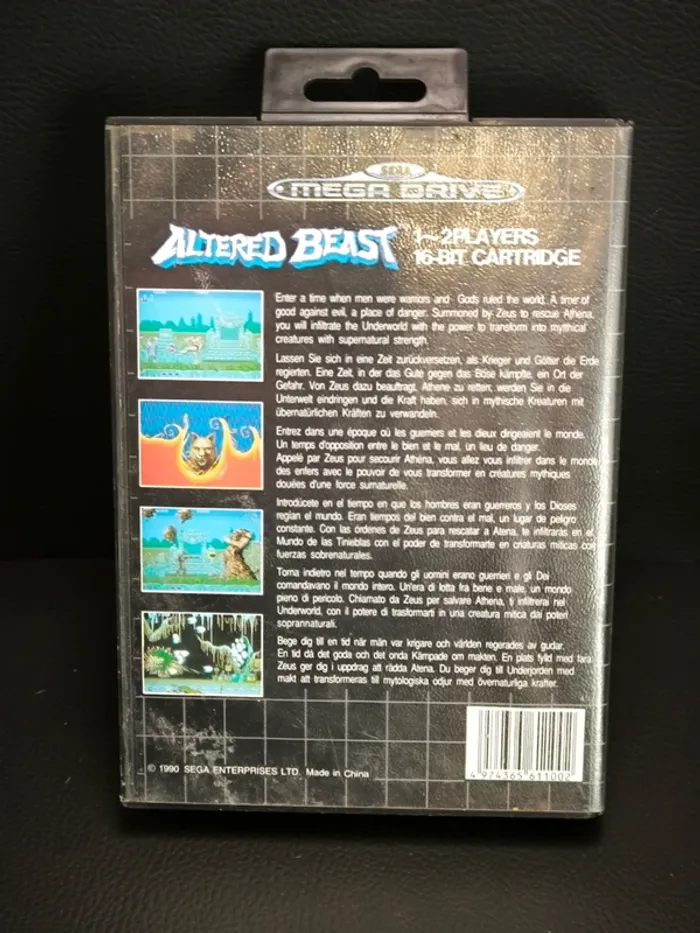 SEGA
MEGA DRIVE
ALTERED BEAST
1~2PLAYERS
16-BIT CARTRIDGE
Enter a time when men were warriors and Gods ruled the world. A time of
good against evil, a place of danger. Summoned by Zeus to rescue Athena,
you will infiltrate the Underworld with the power to transform into mythical
creatures with supernatural strength.
Lassen Sie sich in eine Zeit zurückversetzen, als Krieger und Götter die Erde
regierten. Eine Zeit, in der das Gute gegen das Böse kämpfte, ein Ort der
Gefahr. Von Zeus dazu beauftragt, Athene zu retten, werden Sie in die
Unterwelt eindringen und die Kraft haben, sich in mythische Kreaturen mit
übernatürlichen Kräften zu verwandeln.
Entrez dans une époque où les guerriers et les dieux dirigeaient le monde.
Un temps d'opposition entre le bien et le mal, un lieu de danger.
Appelé par Zeus pour secourir Athéna, vous allez vous infiltrer dans le monde
des enfers avec le pouvoir de vous transformer en créatures mythiques
douées d'une force surnaturelle.
Introdúcete en el tiempo en que los hombres eran guerreros y los Dioses
regían el mundo. Eran tiempos del bien contra el mal, un lugar de peligro
constante. Con las órdenes de Zeus para rescatar a Atena, te infiltrarás en el
Mundo de las Tinieblas con el poder de transformarte en criaturas míticas con
fuerzas sobrenaturales.
Torna indietro nel tempo quando gli uomini erano guerrieri e gli Dei
comandavano il mondo intero. Un'era di lotta fra bene e male, un mondo
pieno di pericolo. Chiamato da Zeus per salvare Athena, ti infiltrerai nel
Underworld, con il potere di trasformarti in una creatura mitica dai poteri
soprannaturali.
Bege dig till en tid när män var krigare och världen regerades av gudar.
En tid då det goda och det onda Kämpade om makten. En plats fylld med fara
Zeus ger dig i uppdrag att rädda Atena. Du beger dig till Underjorden med
makt att transformeras till mytologiska odjur med övernaturliga krafter.
© 1990 SEGA ENTERPRISES LTD. Made in China
4 974365 611002